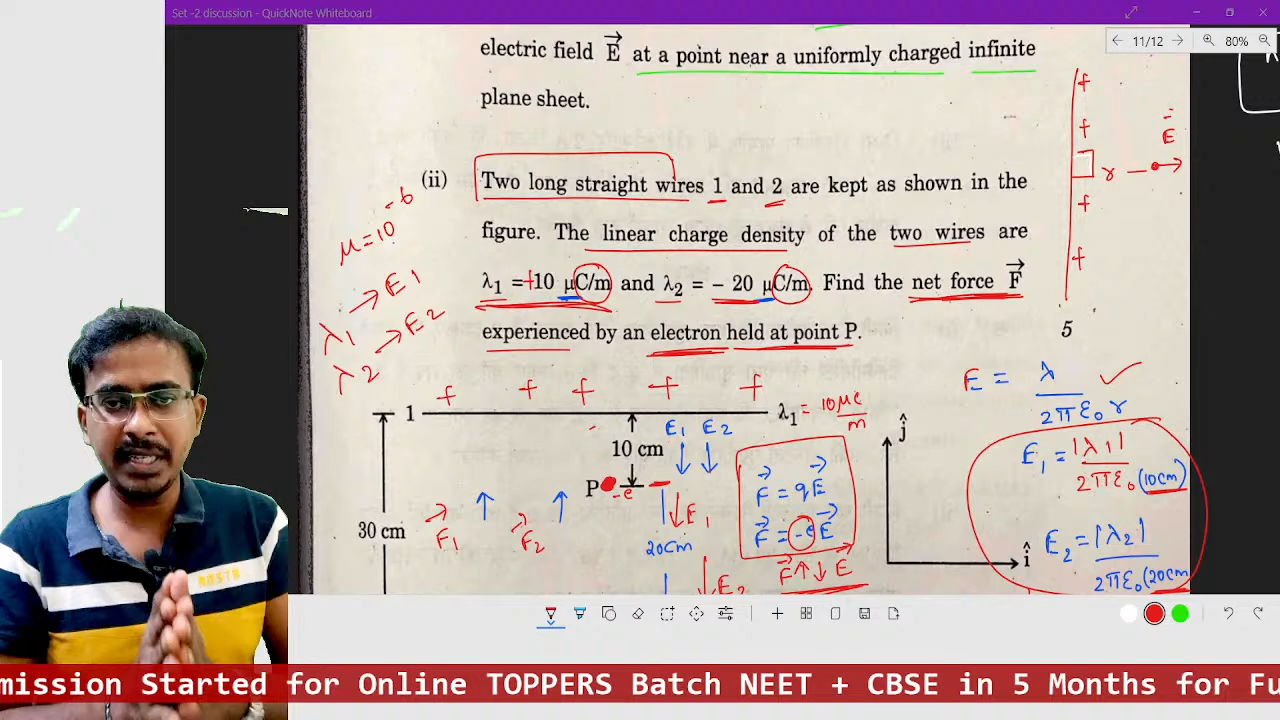 Set -2 discussion - QuickNote Whiteboard
11/12
80%
electric field E⃗ at a point near a uniformly charged infinite
plane sheet.
(ii) Two long straight wires 1 and 2 are kept as shown in the
figure. The linear charge density of the two wires are
λ₁ = +10 μC/m and λ₂ = − 20 μC/m. Find the net force F⃗
experienced by an electron held at point P.
5
μ=10⁻⁶
λ1 → E1
λ2 → E2
+
+
+
+
r
E
+ + + + +
1
λ₁ = 10μc/m
10 cm
E₁ E₂
P
-e
30 cm
F⃗₁
F⃗₂
E₁
20cm
E₂
F⃗ = qE⃗
F⃗ = -eE⃗
F⃗ ↑ ↓ E⃗
ĵ
î
E = λ / 2πε₀r
E₁ = |λ₁| / 2πε₀(10cm)
E₂ = |λ₂| / 2πε₀(20cm
mission Started for Online TOPPERS Batch NEET + CBSE in 5 Months for Fu